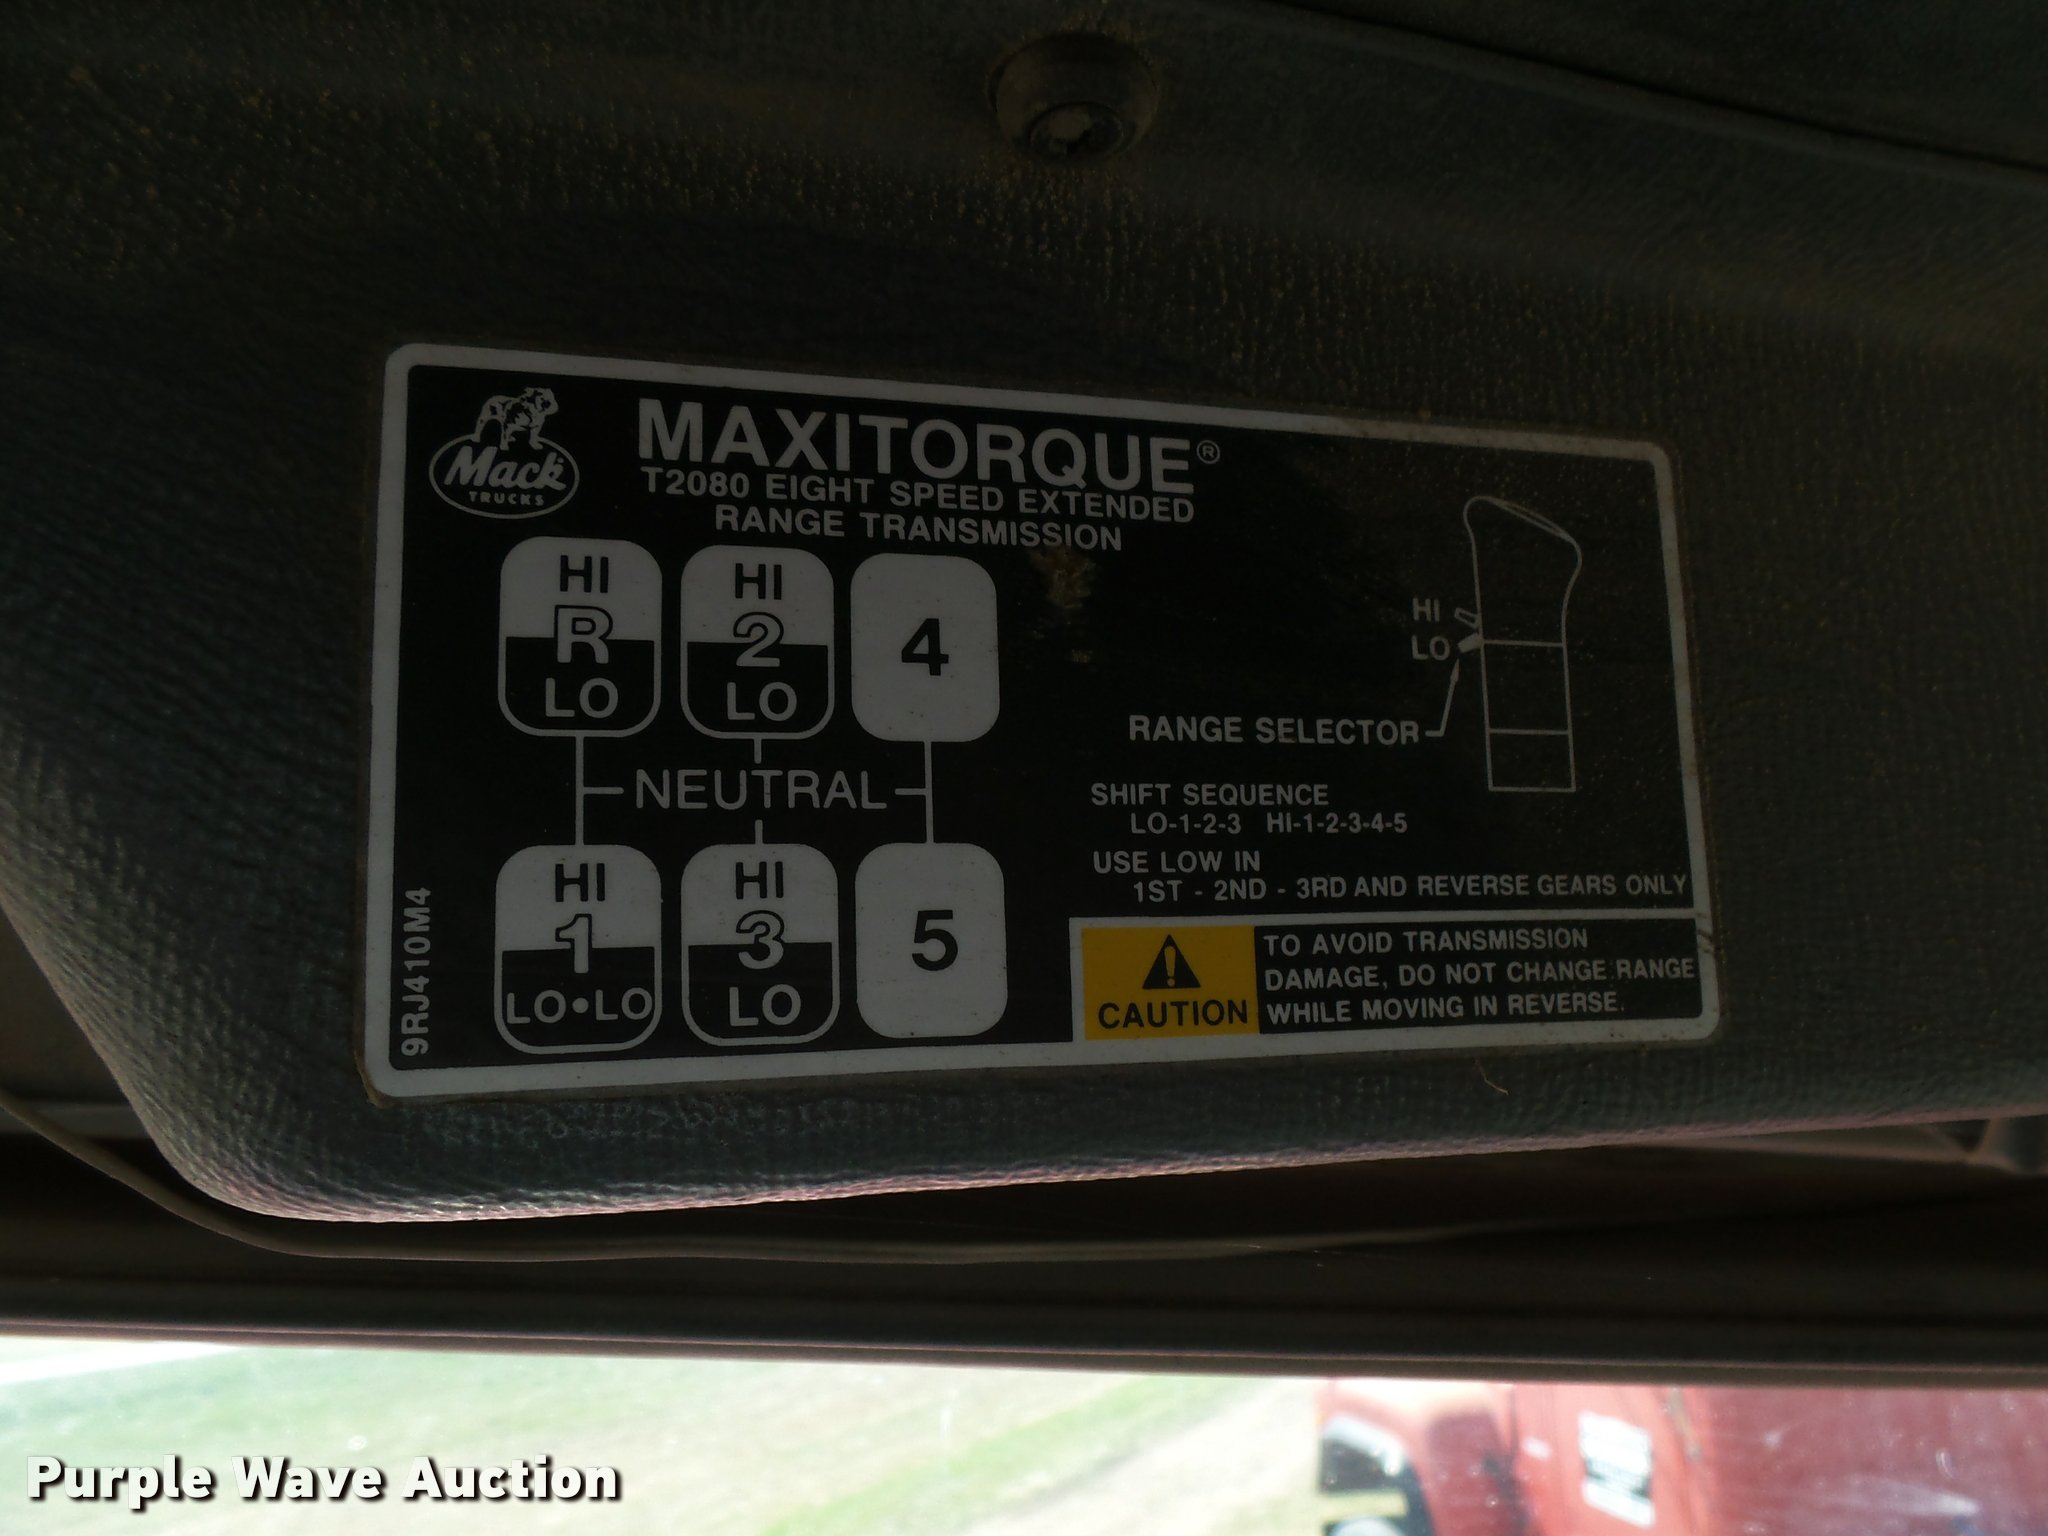 Mack®
TRUCKS
MAXITORQUE®
T2080 EIGHT SPEED EXTENDED
RANGE TRANSMISSION
HI
R
LO
HI
2
LO
4
NEUTRAL
HI
1
LO•LO
HI
3
LO
5
9RJ410M4
HI
LO
RANGE SELECTOR
SHIFT SEQUENCE
LO-1-2-3 HI-1-2-3-4-5
USE LOW IN
1ST - 2ND - 3RD AND REVERSE GEARS ONLY
CAUTION
TO AVOID TRANSMISSION
DAMAGE, DO NOT CHANGE RANGE
WHILE MOVING IN REVERSE.
Purple Wave Auction